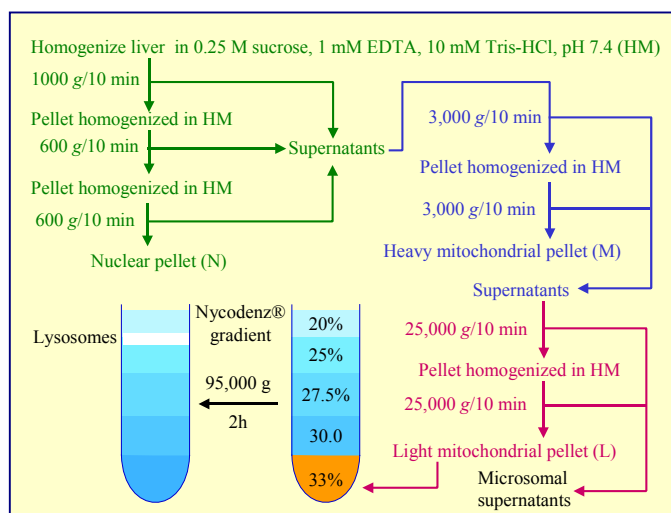 Homogenize liver in 0.25 M sucrose, 1 mM EDTA, 10 mM Tris-HCl, pH 7.4 (HM)
1000 g/10 min
Pellet homogenized in HM
600 g/10 min
Pellet homogenized in HM
600 g/10 min
Nuclear pellet (N)
Supernatants
3,000 g/10 min
Pellet homogenized in HM
3,000 g/10 min
Heavy mitochondrial pellet (M)
Supernatants
25,000 g/10 min
Pellet homogenized in HM
25,000 g/10 min
Light mitochondrial pellet (L)
Microsomal
supernatants
Nycodenz®
gradient
20%
25%
27.5%
30.0
33%
95,000 g
2h
Lysosomes